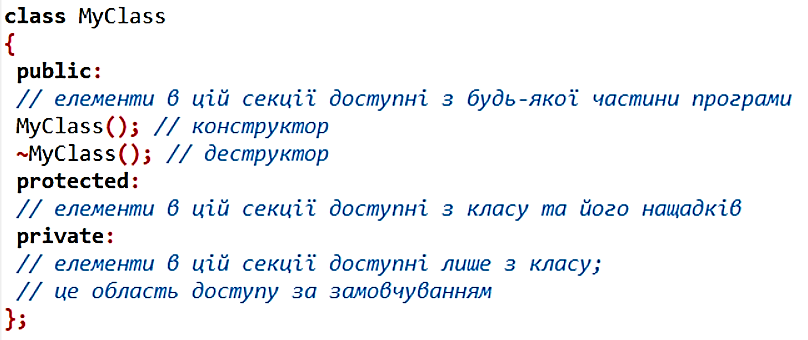 class MyClass
{
public:
// елементи в цій секції доступні з будь-якої частини програми
MyClass(); // конструктор
~MyClass(); // деструктор
protected:
// елементи в цій секції доступні з класу та його нащадків
private:
// елементи в цій секції доступні лише з класу;
// це область доступу за замовчуванням
};